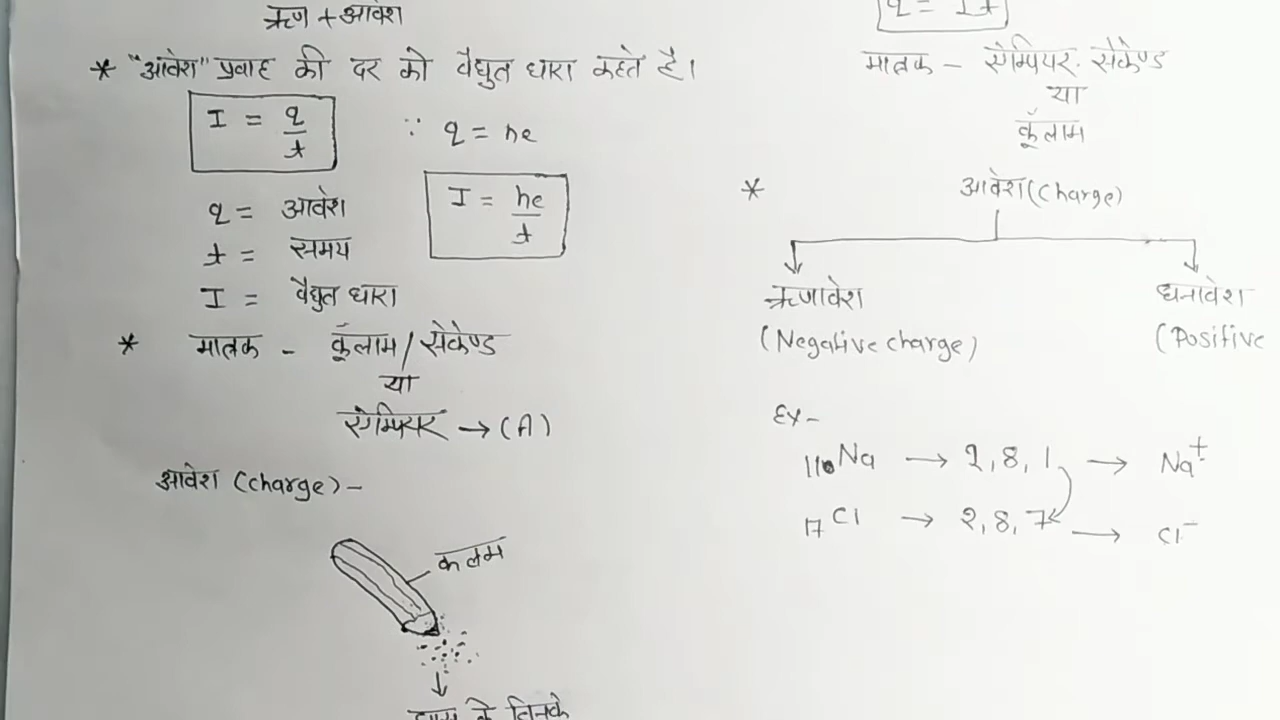 ऋण + आवेश
* "आवेश" प्रवाह की दर को वैधुत धारा कहते है।
I = q/t ∵ q = ne
I = ne/t
q = आवेश
t = समय
I = वैधुत धारा
* मात्रक - कूॅलाम/सेकेण्ड
या
ऐम्पियर → (A)
आवेश (charge) –
कलम
q = It
मात्रक – ऐम्पियर. सेकेण्ड
या
कूॅलाम
* आवेश (Charge)
ऋणावेश धनावेश
(Negative charge) (Positive
Ex –
11Na → 2, 8, 1 → Na+
17Cl → 2, 8, 7 → Cl-